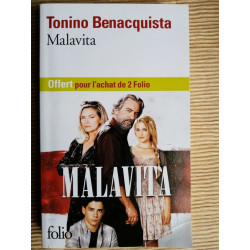 Tonino Benacquista
Malavita
Offert pour l'achat de 2 Folio
MALAVITA
folio